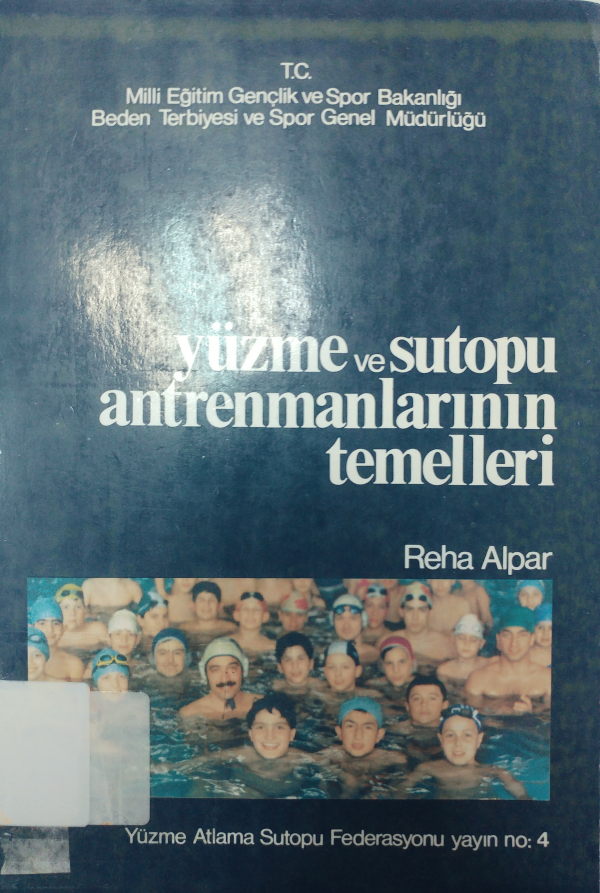 T.C.
Milli Eğitim Gençlik ve Spor Bakanlığı
Beden Terbiyesi ve Spor Genel Müdürlüğü
yüzme ve sutopu
antrenmanlarının
temelleri
Reha Alpar
Yüzme Atlama Sutopu Federasyonu yayın no: 4